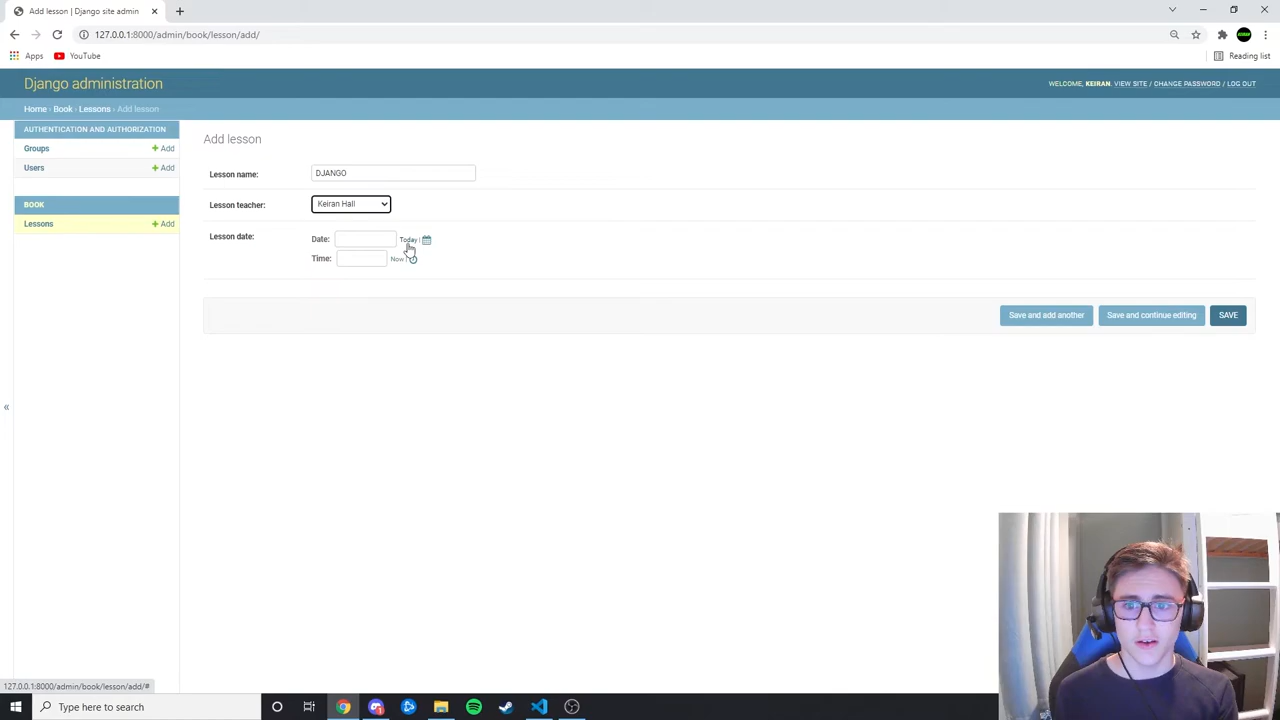 Add lesson | Django site admin
127.0.0.1:8000/admin/book/lesson/add/
Apps YouTube Reading list
Django administration
WELCOME, KEIRAN. VIEW SITE / CHANGE PASSWORD / LOG OUT
Home › Book › Lessons › Add lesson
AUTHENTICATION AND AUTHORIZATION
Groups + Add
Users + Add
BOOK
Lessons + Add
«
Add lesson
Lesson name: DJANGO
Lesson teacher: Keiran Hall
Lesson date: Date: Today |
Time: Now |
Save and add another Save and continue editing SAVE
127.0.0.1:8000/admin/book/lesson/add/#
Type here to search